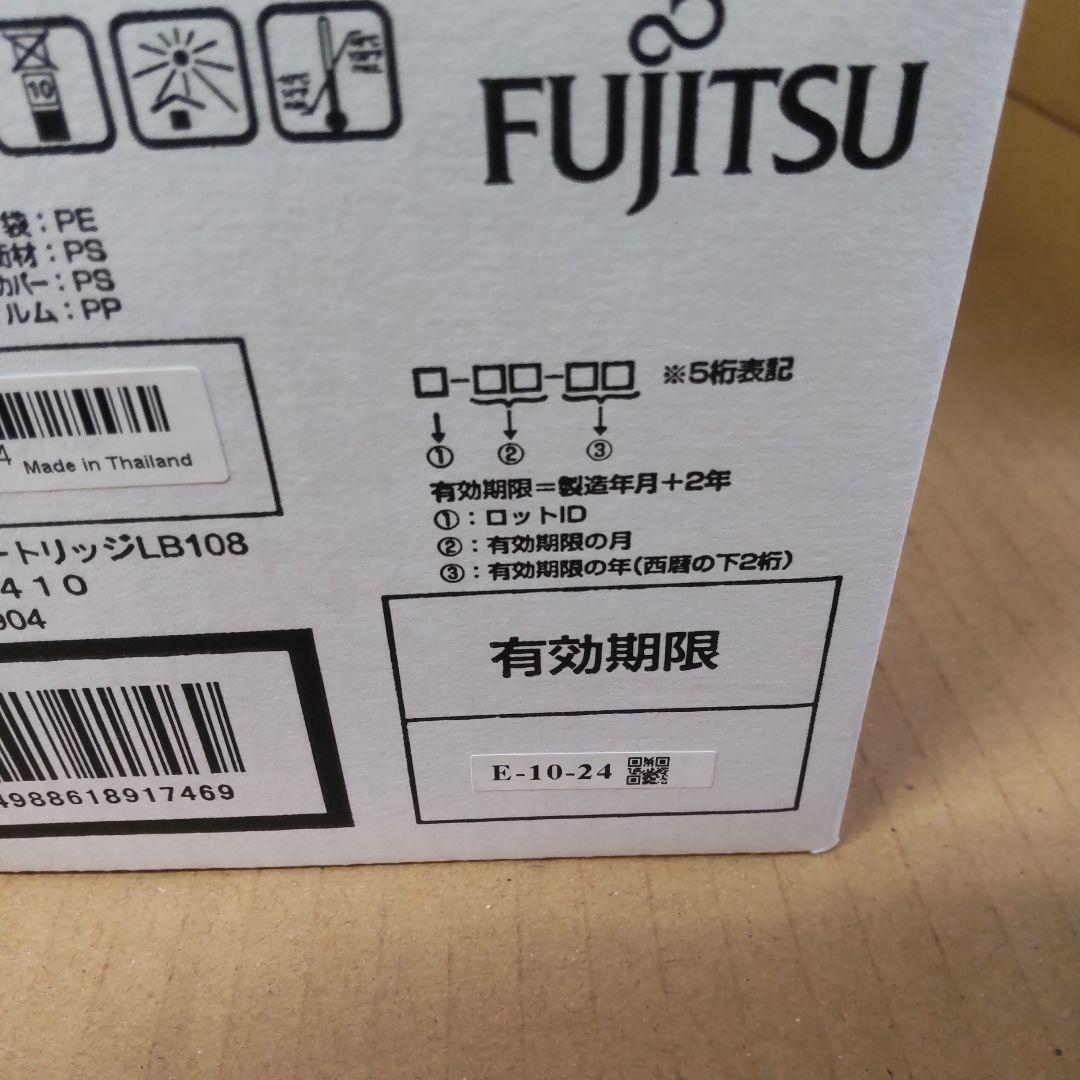 10
FUJITSU
袋：PE
衝材：PS
カバー：PS
ルム：PP
4 Made in Thailand
ートリッジLB108
410
904
4988618917469
□-□□-□□ ※5桁表記
① ② ③
有効期限＝製造年月＋2年
①：ロットID
②：有効期限の月
③：有効期限の年(西暦の下2桁)
有効期限
E-10-24